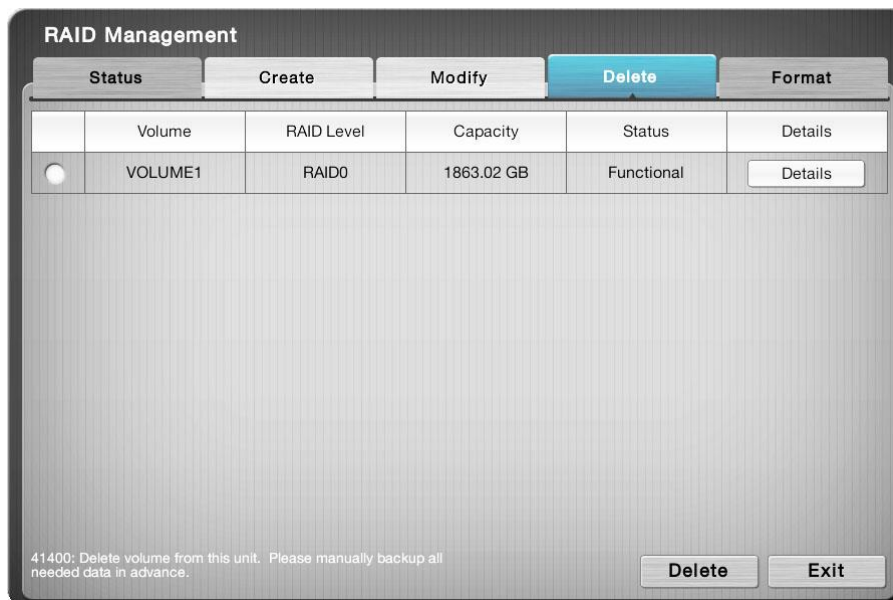 RAID Management
Status Create Modify Delete Format
Volume RAID Level Capacity Status Details
VOLUME1 RAID0 1863.02 GB Functional Details
41400: Delete volume from this unit. Please manually backup all
needed data in advance.
Delete Exit